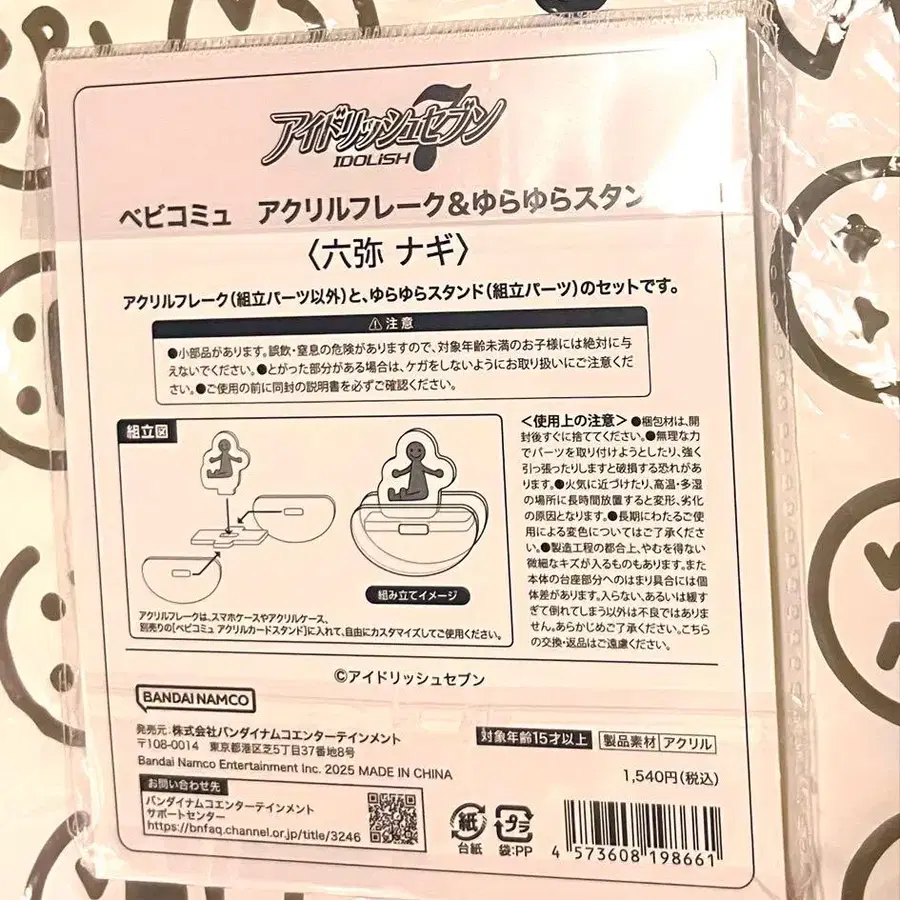 アイドリッシュセブン
IDOLiSH7
ベビコミュ アクリルフレーク&ゆらゆらスタン
〈六弥 ナギ〉
アクリルフレーク(組立パーツ以外)と、ゆらゆらスタンド(組立パーツ)のセットです。
⚠注意
●小部品があります。誤飲・窒息の危険がありますので、対象年齢未満のお子様には絶対に与
えないでください。●とがった部分がある場合は、ケガをしないようにお取り扱いにご注意くだ
さい。●ご使用の前に同封の説明書を必ずご確認ください。
組立図
組み立てイメージ
アクリルフレークは、スマホケースやアクリルケース、
別売りの[ベビコミュ アクリルカードスタンド]に入れて、自由にカスタマイズしてご使用ください。
<使用上の注意>●梱包材は、開
封後すぐに捨ててください。●無理な力
でパーツを取り付けようとしたり、強く
引っ張ったりしますと破損する恐れがあ
ります。●火気に近づけたり、高温・多湿
の場所に長時間放置すると変形、劣化
の原因となります。●長期にわたるご使
用による変色についてはご了承くださ
い。●製造工程の都合上、やむを得ない
微細なキズが入るものもあります。また
本体の台座部分へのはまり具合には個
体差があります。入らない、あるいは緩す
ぎて倒れてしまう以外は不良ではありま
せん。あらかじめご了承ください。こちら
の交換・返品はご遠慮ください。
©アイドリッシュセブン
BANDAI NAMCO
発売元:株式会社バンダイナムコエンターテインメント
〒108-0014 東京都港区芝5丁目37番地8号
Bandai Namco Entertainment Inc. 2025 MADE IN CHINA
対象年齢15才以上 製品素材 アクリル
1,540円(税込)
お問い合わせ先
バンダイナムコエンターテインメント
サポートセンター
https://bnfaq.channel.or.jp/title/3246
紙 プラ
台紙 袋:PP
4 573608 198661